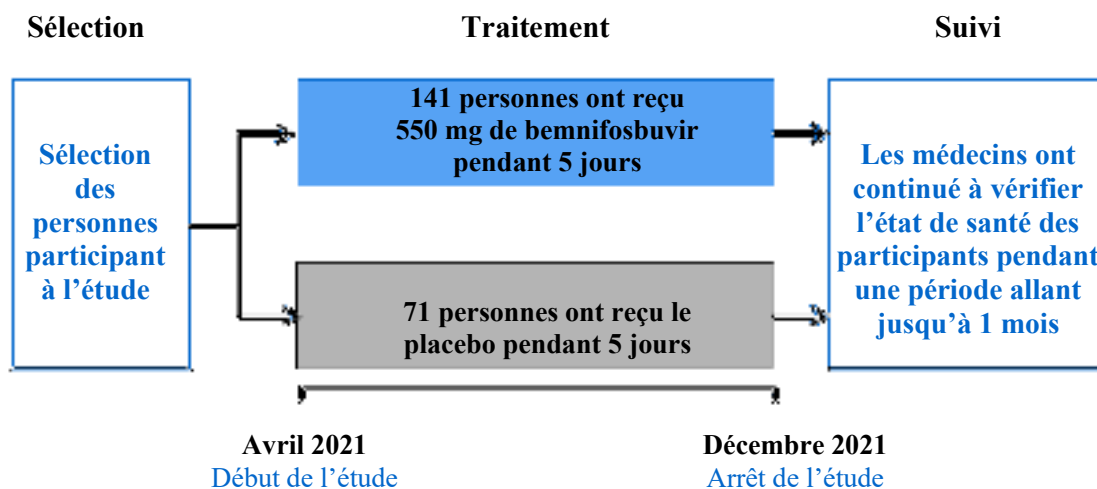 Sélection
Traitement
Suivi
Sélection
des
personnes
participant
à l’étude
141 personnes ont reçu
550 mg de bemnifosbuvir
pendant 5 jours
71 personnes ont reçu le
placebo pendant 5 jours
Les médecins ont
continué à vérifier
l’état de santé des
participants pendant
une période allant
jusqu’à 1 mois
Avril 2021
Début de l’étude
Décembre 2021
Arrêt de l’étude